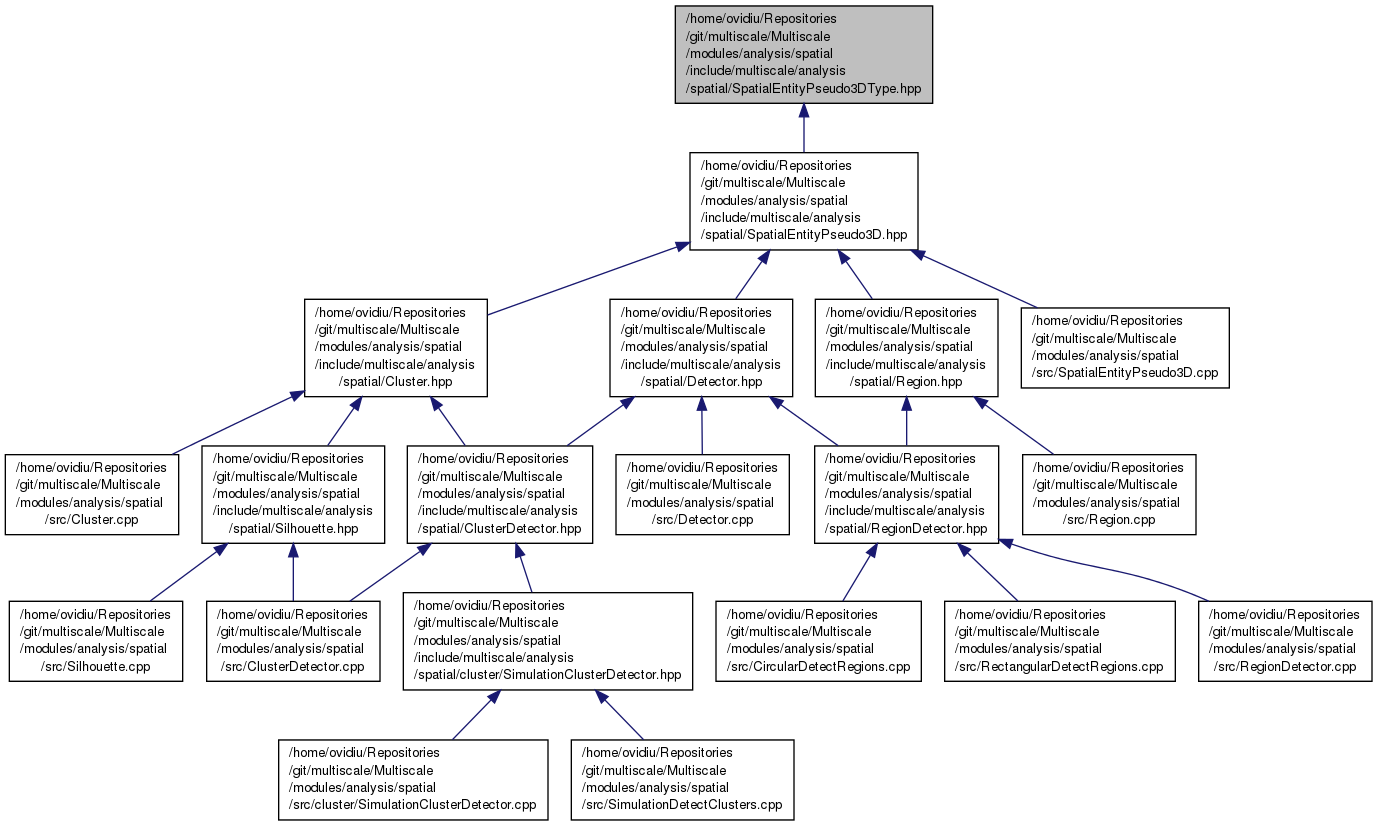 /home/ovidiu/Repositories
/git/multiscale/Multiscale
/modules/analysis/spatial
/include/multiscale/analysis
/spatial/SpatialEntityPseudo3DType.hpp
/home/ovidiu/Repositories
/git/multiscale/Multiscale
/modules/analysis/spatial
/include/multiscale/analysis
/spatial/SpatialEntityPseudo3D.hpp
/home/ovidiu/Repositories
/git/multiscale/Multiscale
/modules/analysis/spatial
/include/multiscale/analysis
/spatial/Cluster.hpp
/home/ovidiu/Repositories
/git/multiscale/Multiscale
/modules/analysis/spatial
/include/multiscale/analysis
/spatial/Detector.hpp
/home/ovidiu/Repositories
/git/multiscale/Multiscale
/modules/analysis/spatial
/include/multiscale/analysis
/spatial/Region.hpp
/home/ovidiu/Repositories
/git/multiscale/Multiscale
/modules/analysis/spatial
/src/SpatialEntityPseudo3D.cpp
/home/ovidiu/Repositories
/git/multiscale/Multiscale
/modules/analysis/spatial
/src/Cluster.cpp
/home/ovidiu/Repositories
/git/multiscale/Multiscale
/modules/analysis/spatial
/include/multiscale/analysis
/spatial/Silhouette.hpp
/home/ovidiu/Repositories
/git/multiscale/Multiscale
/modules/analysis/spatial
/include/multiscale/analysis
/spatial/ClusterDetector.hpp
/home/ovidiu/Repositories
/git/multiscale/Multiscale
/modules/analysis/spatial
/src/Detector.cpp
/home/ovidiu/Repositories
/git/multiscale/Multiscale
/modules/analysis/spatial
/include/multiscale/analysis
/spatial/RegionDetector.hpp
/home/ovidiu/Repositories
/git/multiscale/Multiscale
/modules/analysis/spatial
/src/Region.cpp
/home/ovidiu/Repositories
/git/multiscale/Multiscale
/modules/analysis/spatial
/src/Silhouette.cpp
/home/ovidiu/Repositories
/git/multiscale/Multiscale
/modules/analysis/spatial
/src/ClusterDetector.cpp
/home/ovidiu/Repositories
/git/multiscale/Multiscale
/modules/analysis/spatial
/include/multiscale/analysis
/spatial/cluster/SimulationClusterDetector.hpp
/home/ovidiu/Repositories
/git/multiscale/Multiscale
/modules/analysis/spatial
/src/CircularDetectRegions.cpp
/home/ovidiu/Repositories
/git/multiscale/Multiscale
/modules/analysis/spatial
/src/RectangularDetectRegions.cpp
/home/ovidiu/Repositories
/git/multiscale/Multiscale
/modules/analysis/spatial
/src/RegionDetector.cpp
/home/ovidiu/Repositories
/git/multiscale/Multiscale
/modules/analysis/spatial
/src/cluster/SimulationClusterDetector.cpp
/home/ovidiu/Repositories
/git/multiscale/Multiscale
/modules/analysis/spatial
/src/SimulationDetectClusters.cpp